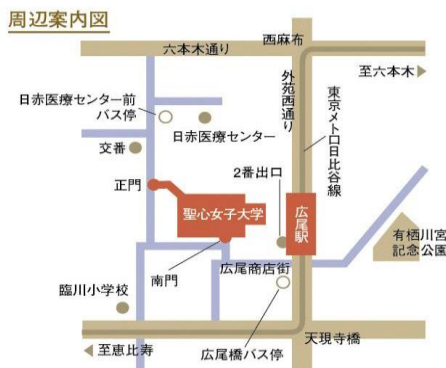 周辺案内図
六本木通り
西麻布
至六本木
外苑西通り
東京メトロ日比谷線
日赤医療センター前
バス停
日赤医療センター
交番
2番出口
正門
聖心女子大学
広尾駅
有栖川宮
記念公園
南門
広尾商店街
臨川小学校
天現寺橋
至恵比寿
広尾橋バス停